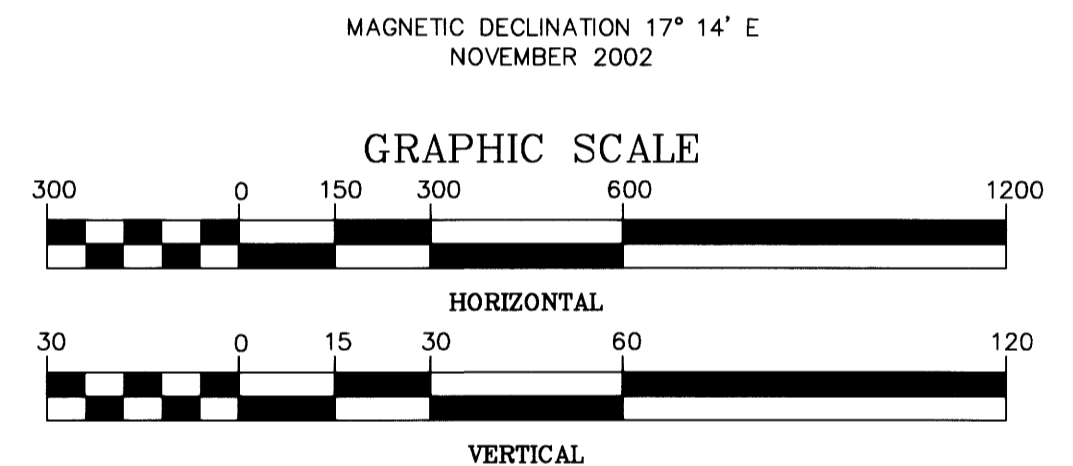 MAGNETIC DECLINATION 17° 14' E
NOVEMBER 2002
GRAPHIC SCALE
300 0 150 300 600 1200
HORIZONTAL
30 0 15 30 60 120
VERTICAL